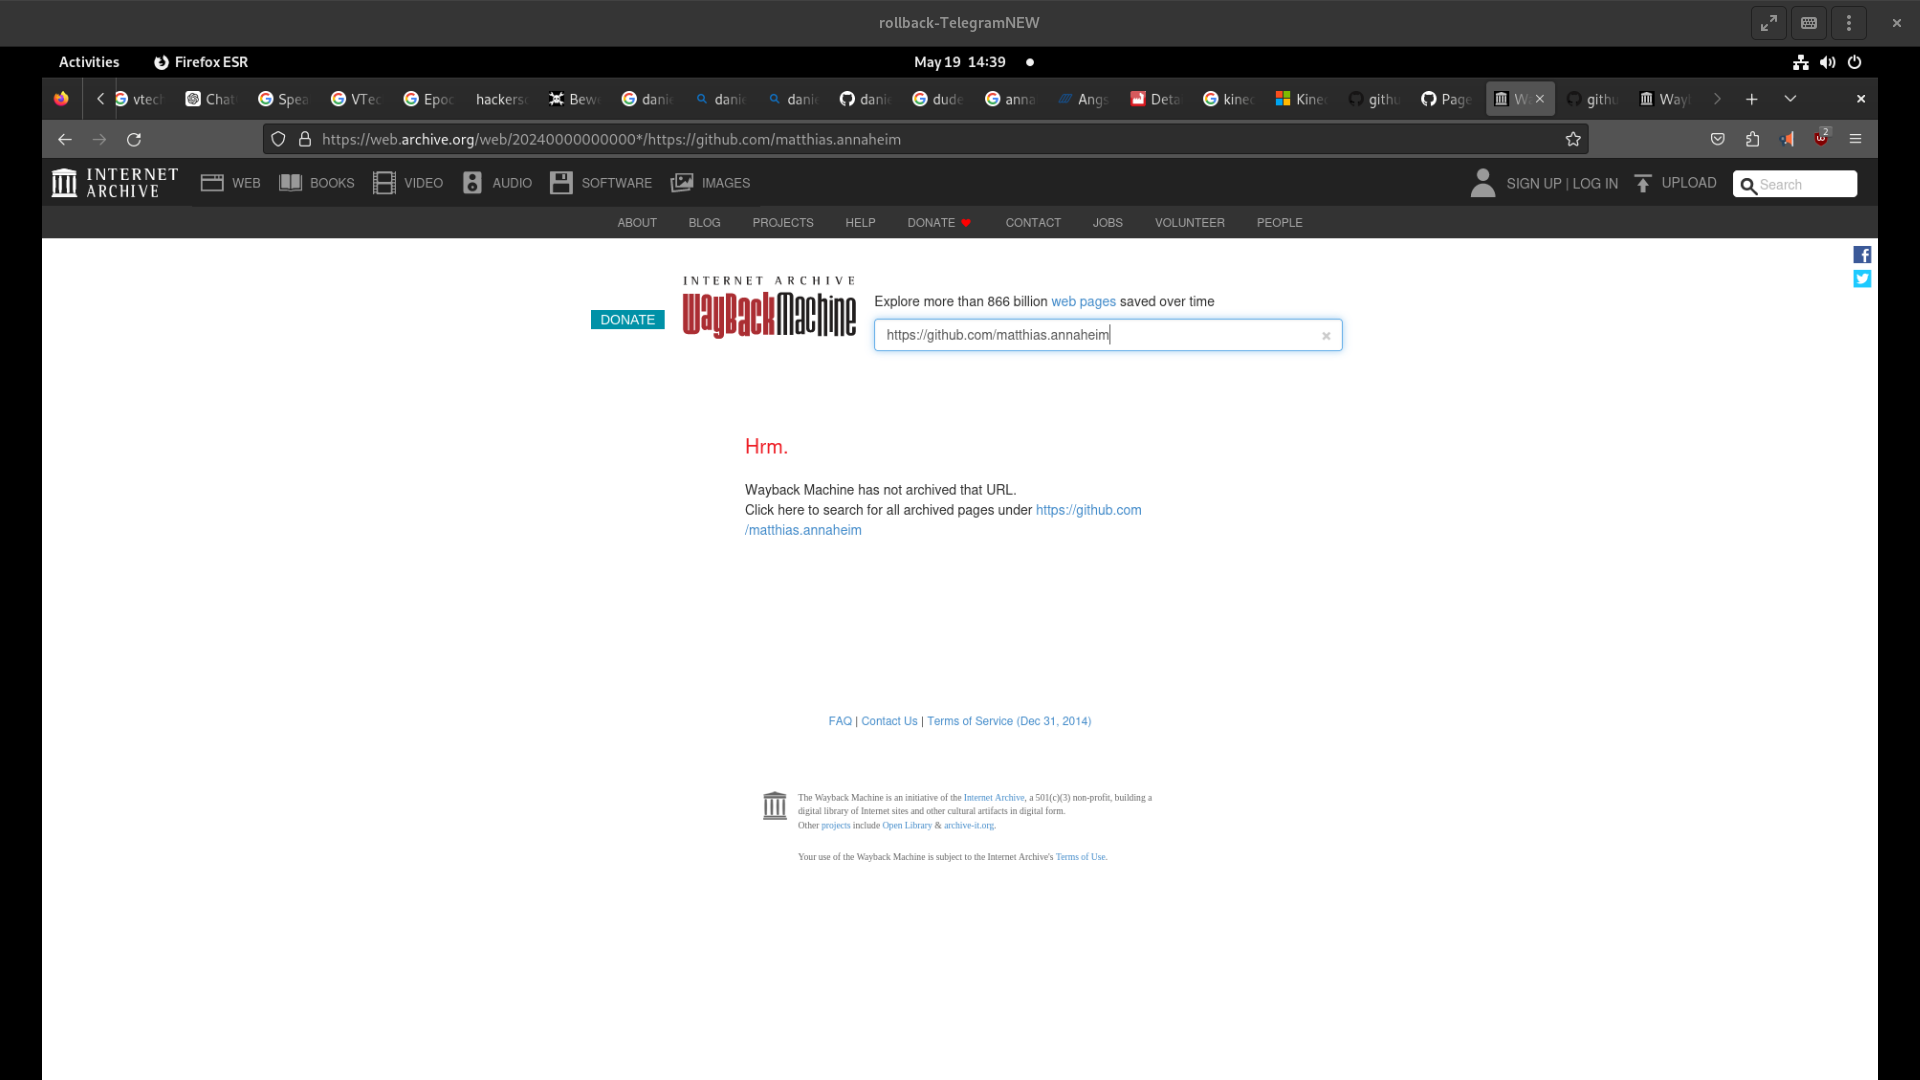 rollback-TelegramNEW
Activities Firefox ESR May 19 14:39
vtec Chat Spea VTec Epoc hackers Bew danie danie danie danie dude anna Angs Deta kined Kine githu Page W githu Wayl
https://web.archive.org/web/20240000000000*/https://github.com/matthias.annaheim 2
INTERNET ARCHIVE WEB BOOKS VIDEO AUDIO SOFTWARE IMAGES SIGN UP | LOG IN UPLOAD Search
ABOUT BLOG PROJECTS HELP DONATE CONTACT JOBS VOLUNTEER PEOPLE
INTERNET ARCHIVE
DONATE WayBackMachine
Explore more than 866 billion web pages saved over time
https://github.com/matthias.annaheim
Hrm.
Wayback Machine has not archived that URL.
Click here to search for all archived pages under https://github.com
/matthias.annaheim
FAQ | Contact Us | Terms of Service (Dec 31, 2014)
The Wayback Machine is an initiative of the Internet Archive, a 501(c)(3) non-profit, building a
digital library of Internet sites and other cultural artifacts in digital form.
Other projects include Open Library & archive-it.org.
Your use of the Wayback Machine is subject to the Internet Archive's Terms of Use.